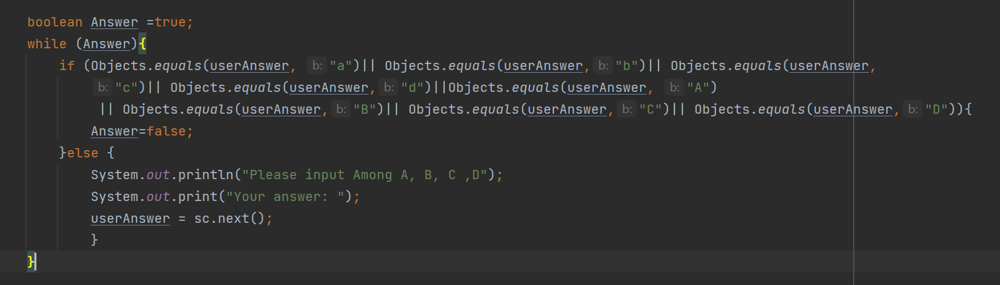 boolean Answer =true;
while (Answer){
if (Objects.equals(userAnswer, b: "a")|| Objects.equals(userAnswer, b: "b")|| Objects.equals(userAnswer,
b: "c")|| Objects.equals(userAnswer, b: "d")||Objects.equals(userAnswer, b: "A")
|| Objects.equals(userAnswer, b: "B")|| Objects.equals(userAnswer, b: "C")|| Objects.equals(userAnswer, b: "D")){
Answer=false;
}else {
System.out.println("Please input Among A, B, C ,D");
System.out.print("Your answer: ");
userAnswer = sc.next();
}
}